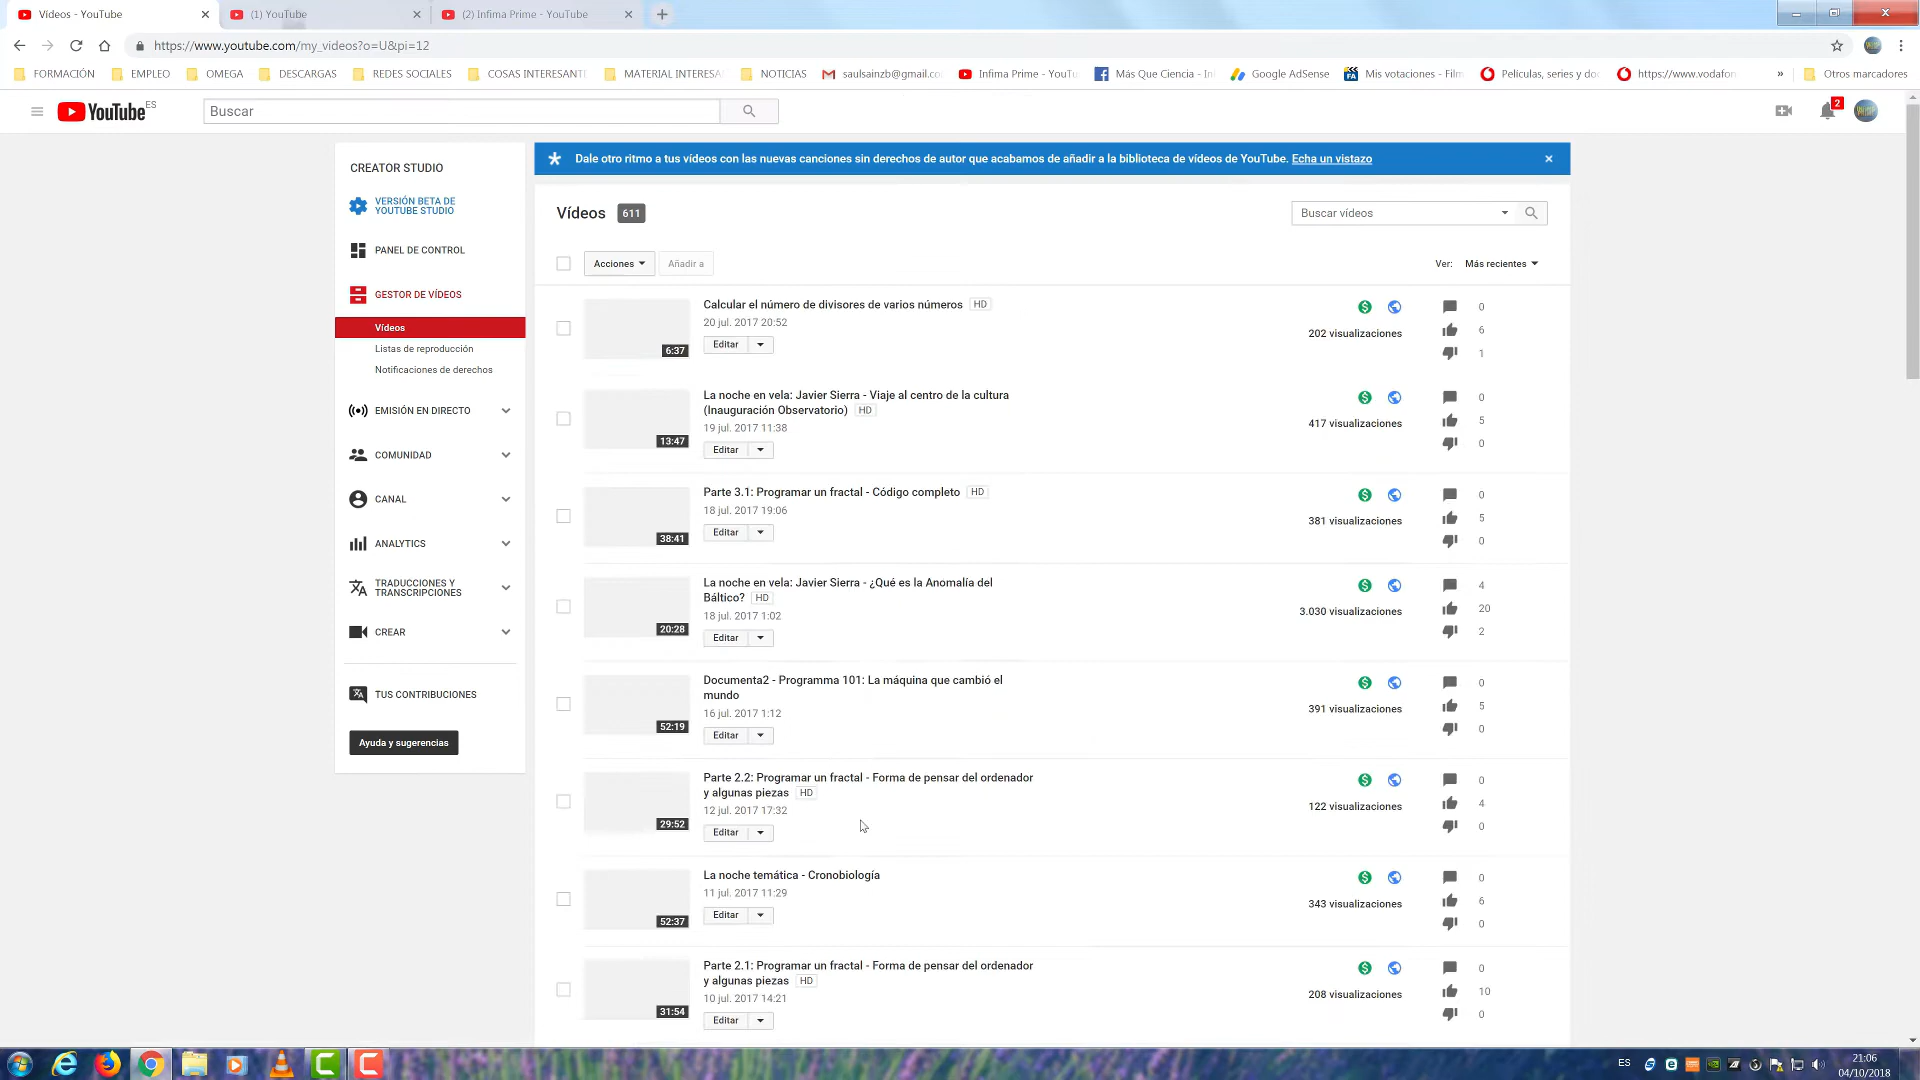 Vídeos - YouTube
(1) YouTube
(2) Infima Prime - YouTube
https://www.youtube.com/my_videos?o=U&pi=12
FORMACIÓN
EMPLEO
OMEGA
DESCARGAS
REDES SOCIALES
COSAS INTERESANT
MATERIAL INTERESA
NOTICIAS
saulsainzb@gmail.co
Infima Prime - YouTu
Más Que Ciencia - In
Google AdSense
Mis votaciones - Film
Películas, series y do
https://www.vodafon
»
Otros marcadores
YouTube ES
Buscar
2
CREATOR STUDIO
VERSIÓN BETA DE
YOUTUBE STUDIO
PANEL DE CONTROL
GESTOR DE VÍDEOS
Vídeos
Listas de reproducción
Notificaciones de derechos
EMISIÓN EN DIRECTO
COMUNIDAD
CANAL
ANALYTICS
TRADUCCIONES Y
TRANSCRIPCIONES
CREAR
TUS CONTRIBUCIONES
Ayuda y sugerencias
Dale otro ritmo a tus vídeos con las nuevas canciones sin derechos de autor que acabamos de añadir a la biblioteca de vídeos de YouTube. Echa un vistazo
Vídeos 611
Buscar vídeos
Acciones
Añadir a
Ver: Más recientes
Calcular el número de divisores de varios números HD
20 jul. 2017 20:52
Editar
6:37
202 visualizaciones
0
6
1
La noche en vela: Javier Sierra - Viaje al centro de la cultura
(Inauguración Observatorio) HD
19 jul. 2017 11:38
Editar
13:47
417 visualizaciones
0
5
0
Parte 3.1: Programar un fractal - Código completo HD
18 jul. 2017 19:06
Editar
38:41
381 visualizaciones
0
5
0
La noche en vela: Javier Sierra - ¿Qué es la Anomalía del
Báltico? HD
18 jul. 2017 1:02
Editar
20:28
3.030 visualizaciones
4
20
2
Documenta2 - Programma 101: La máquina que cambió el
mundo
16 jul. 2017 1:12
Editar
52:19
391 visualizaciones
0
5
0
Parte 2.2: Programar un fractal - Forma de pensar del ordenador
y algunas piezas HD
12 jul. 2017 17:32
Editar
29:52
122 visualizaciones
0
4
0
La noche temática - Cronobiología
11 jul. 2017 11:29
Editar
52:37
343 visualizaciones
0
6
0
Parte 2.1: Programar un fractal - Forma de pensar del ordenador
y algunas piezas HD
10 jul. 2017 14:21
Editar
31:54
208 visualizaciones
0
10
0
ES
21:06
04/10/2018